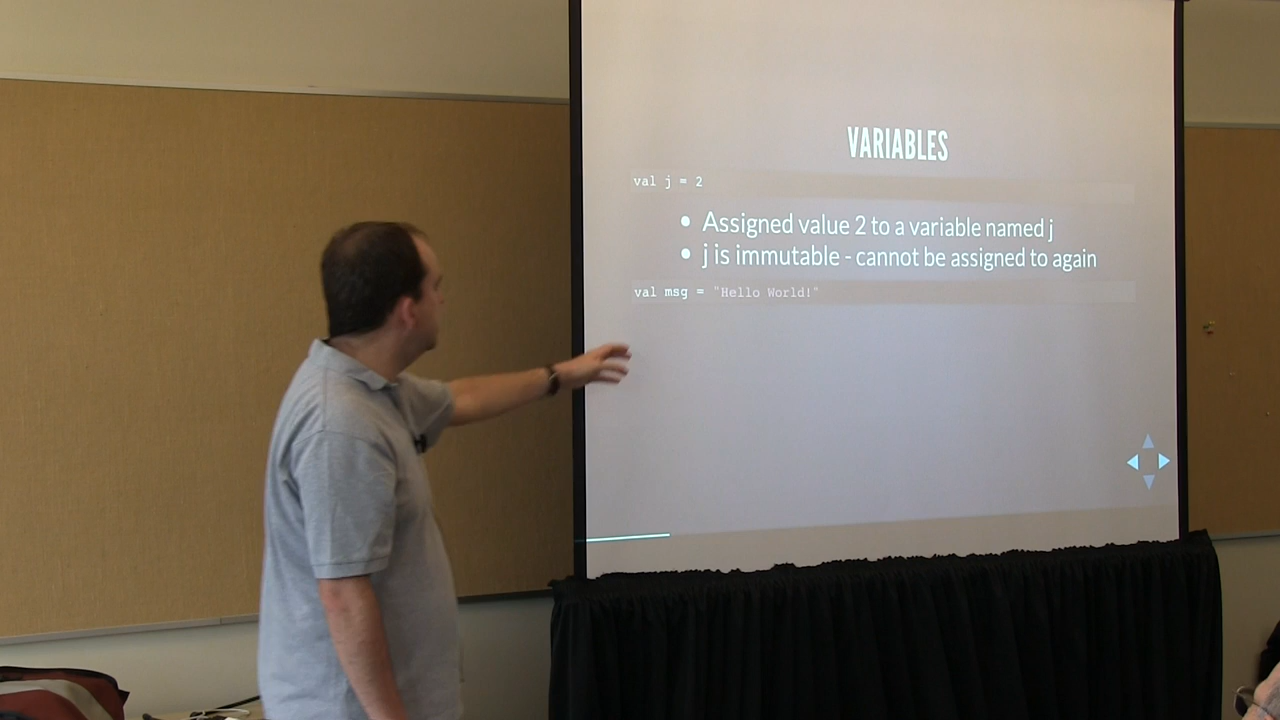 VARIABLES
val j = 2
• Assigned value 2 to a variable named j
• j is immutable - cannot be assigned to again
val msg = "Hello World!"